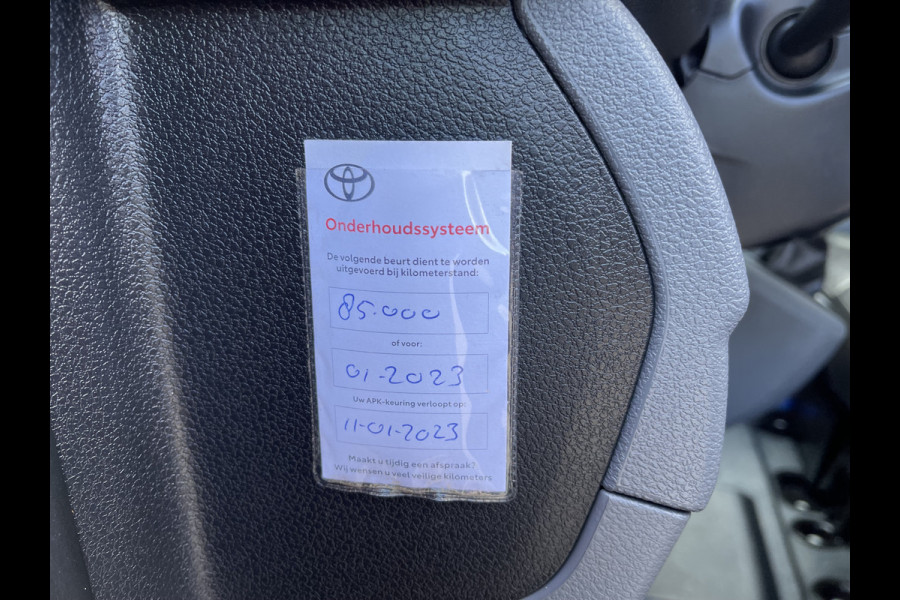 Onderhoudssysteem
De volgende beurt dient te worden
uitgevoerd bij kilometerstand:
85.000
of voor:
01-2023
Uw APK-keuring verloopt op:
11-01-2023
Maakt u tijdig een afspraak?
Wij wensen u veel veilige kilometers